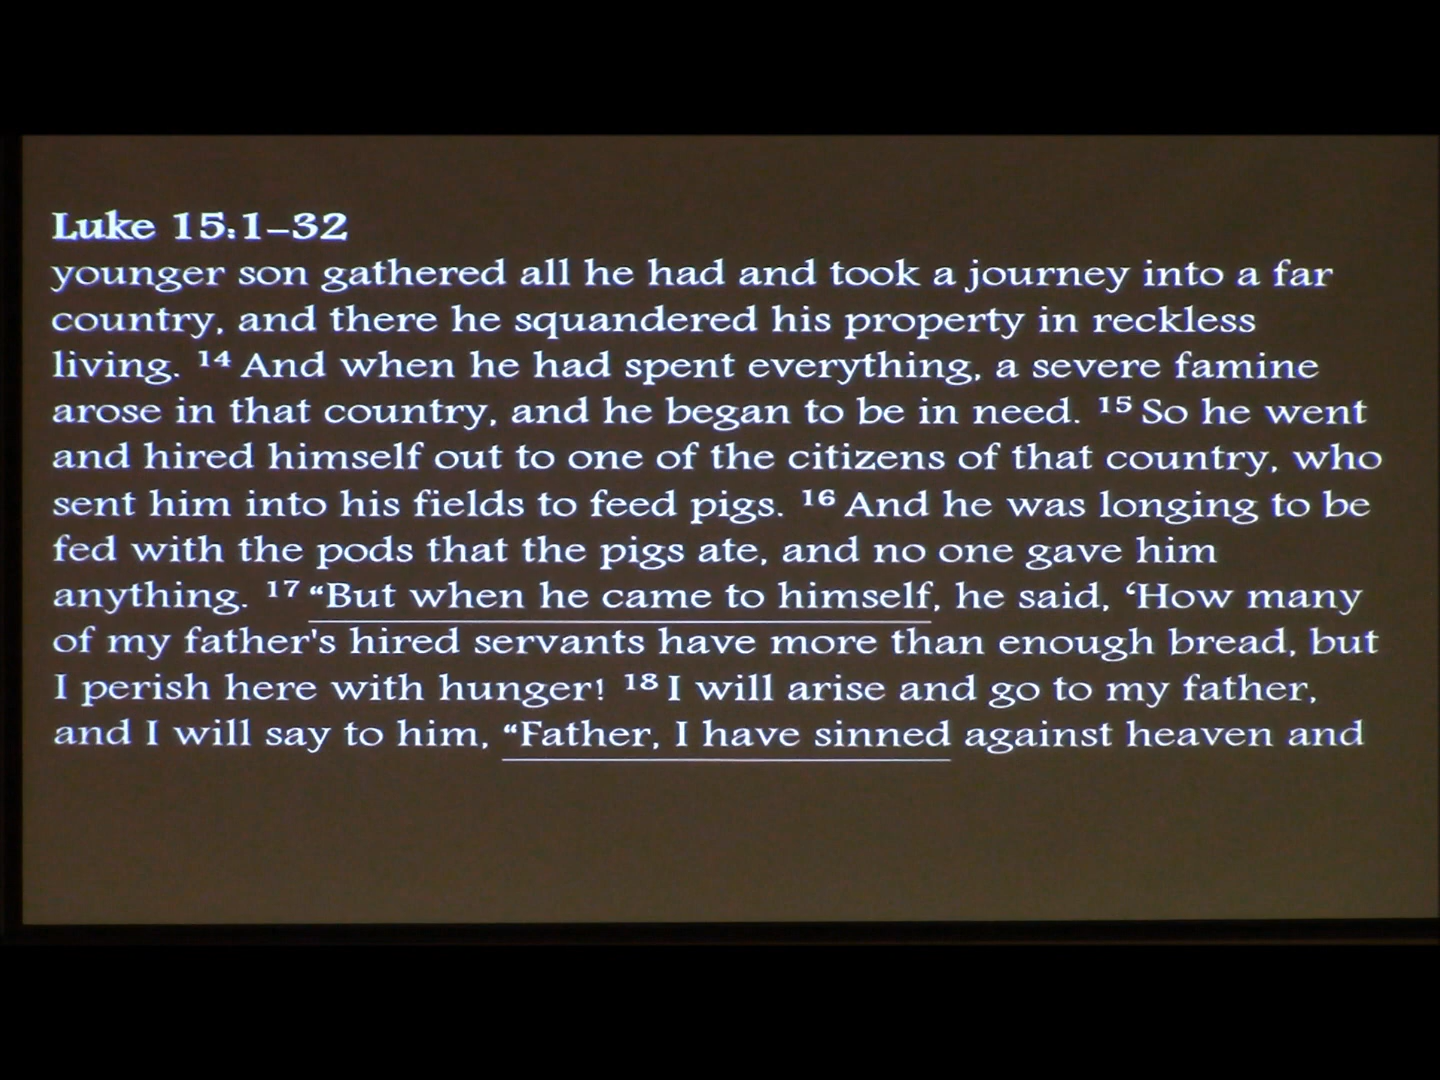 Luke 15:1–32
younger son gathered all he had and took a journey into a far
country, and there he squandered his property in reckless
living. 14 And when he had spent everything, a severe famine
arose in that country, and he began to be in need. 15 So he went
and hired himself out to one of the citizens of that country, who
sent him into his fields to feed pigs. 16 And he was longing to be
fed with the pods that the pigs ate, and no one gave him
anything. 17 “But when he came to himself, he said, ‘How many
of my father's hired servants have more than enough bread, but
I perish here with hunger! 18 I will arise and go to my father,
and I will say to him, “Father, I have sinned against heaven and